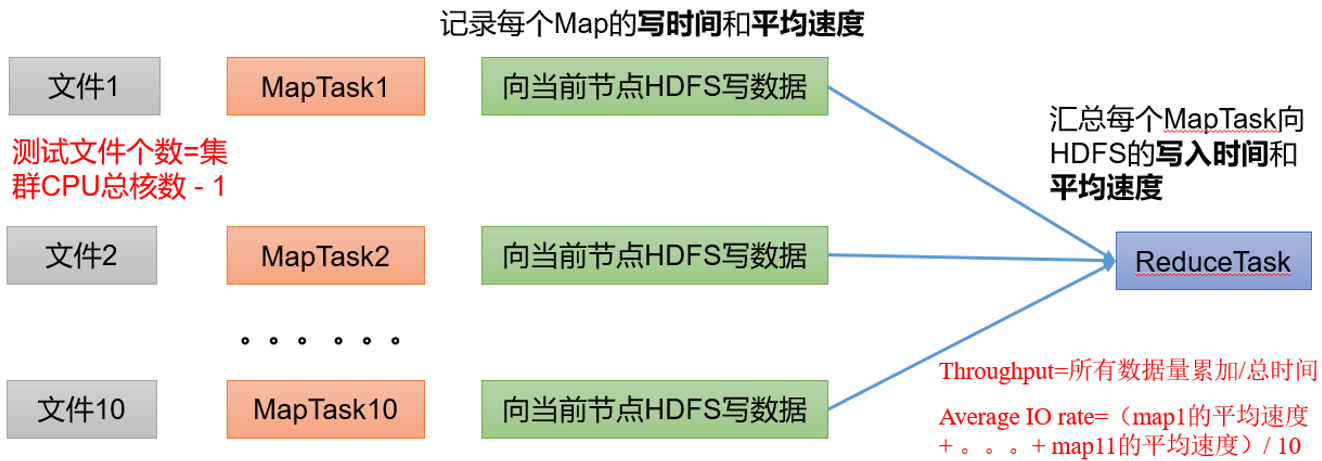 记录每个Map的写时间和平均速度
文件1
MapTask1
向当前节点HDFS写数据
测试文件个数=集
群CPU总核数 - 1
汇总每个MapTask向
HDFS的写入时间和
平均速度
文件2
MapTask2
向当前节点HDFS写数据
ReduceTask
。。。。。。
文件10
MapTask10
向当前节点HDFS写数据
Throughput=所有数据量累加/总时间
Average IO rate=（map1的平均速度
+ 。。。+ map11的平均速度）/ 10